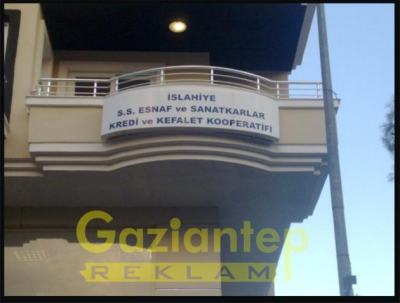 İSLAHİYE
S.S. ESNAF ve SANATKARLAR
KREDİ ve KEFALET KOOPERATİFİ
Gaziantep
REKLAM